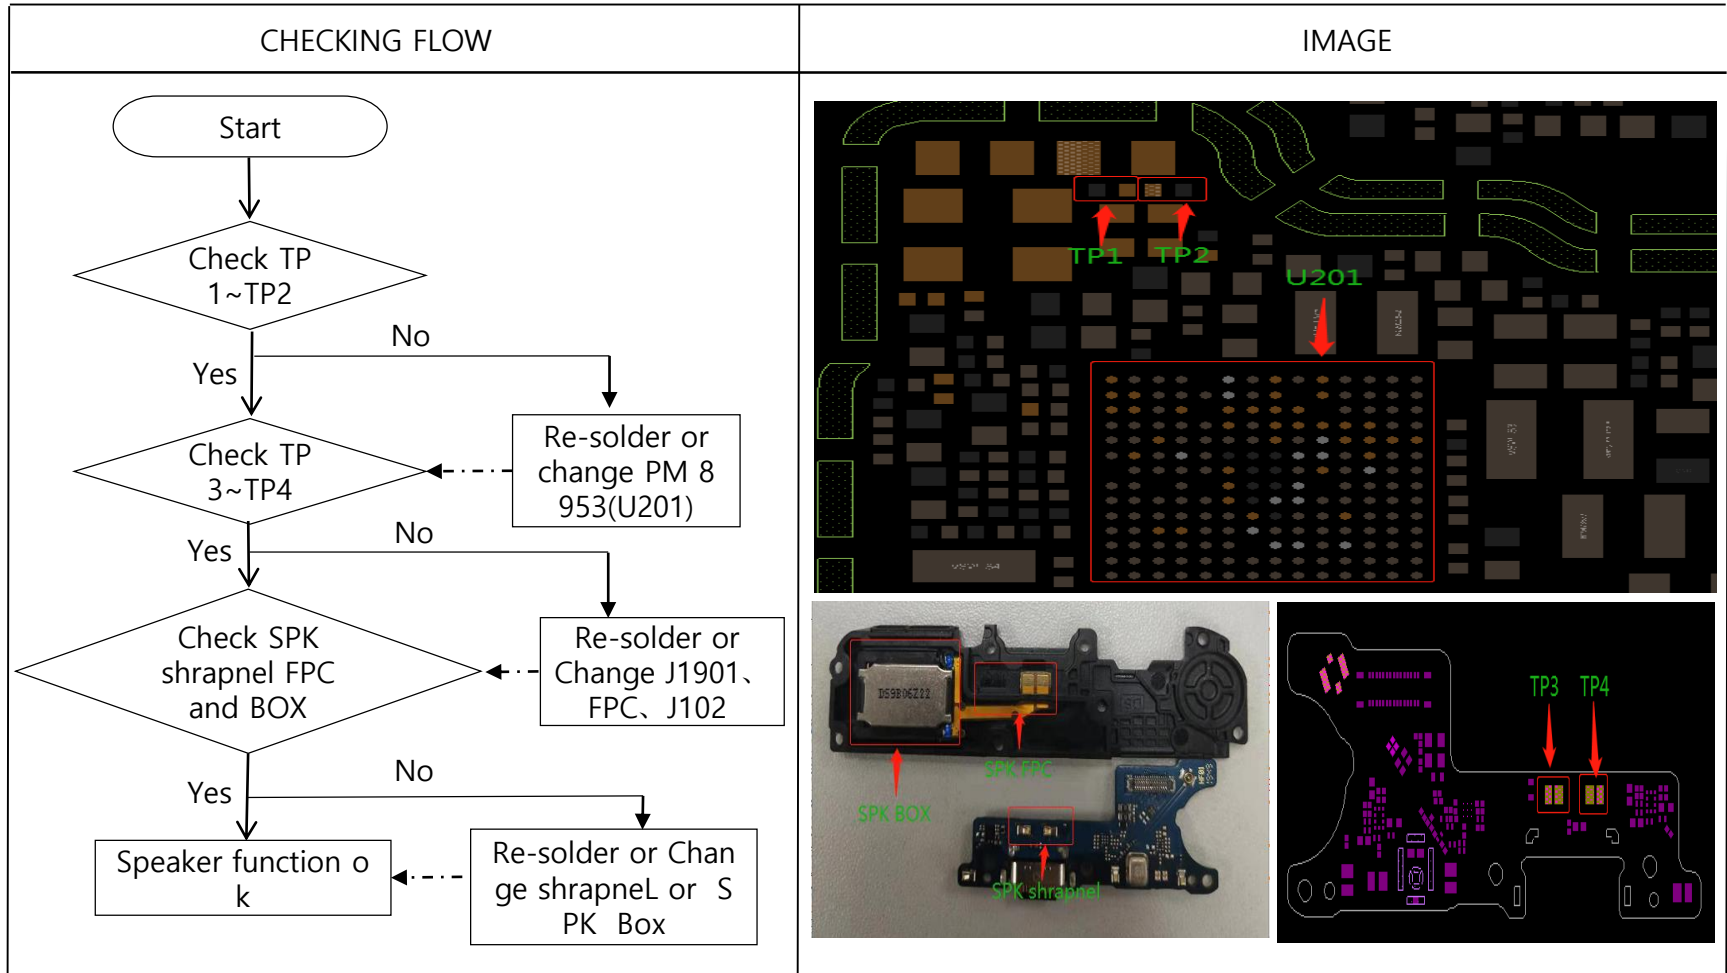 CHECKING FLOW
IMAGE
Start
Check TP
1~TP2
No
Yes
Re-solder or
change PM 8
953(U201)
Check TP
3~TP4
No
Yes
Re-solder or
Change J1901、
FPC、J102
Check SPK
shrapnel FPC
and BOX
No
Yes
Speaker function o
k
Re-solder or Chan
ge shrapneL or S
PK Box
TP1
TP2
U201
DS9B06Z22
SPK FPC
SPK BOX
SPK shrapnel
TP3
TP4